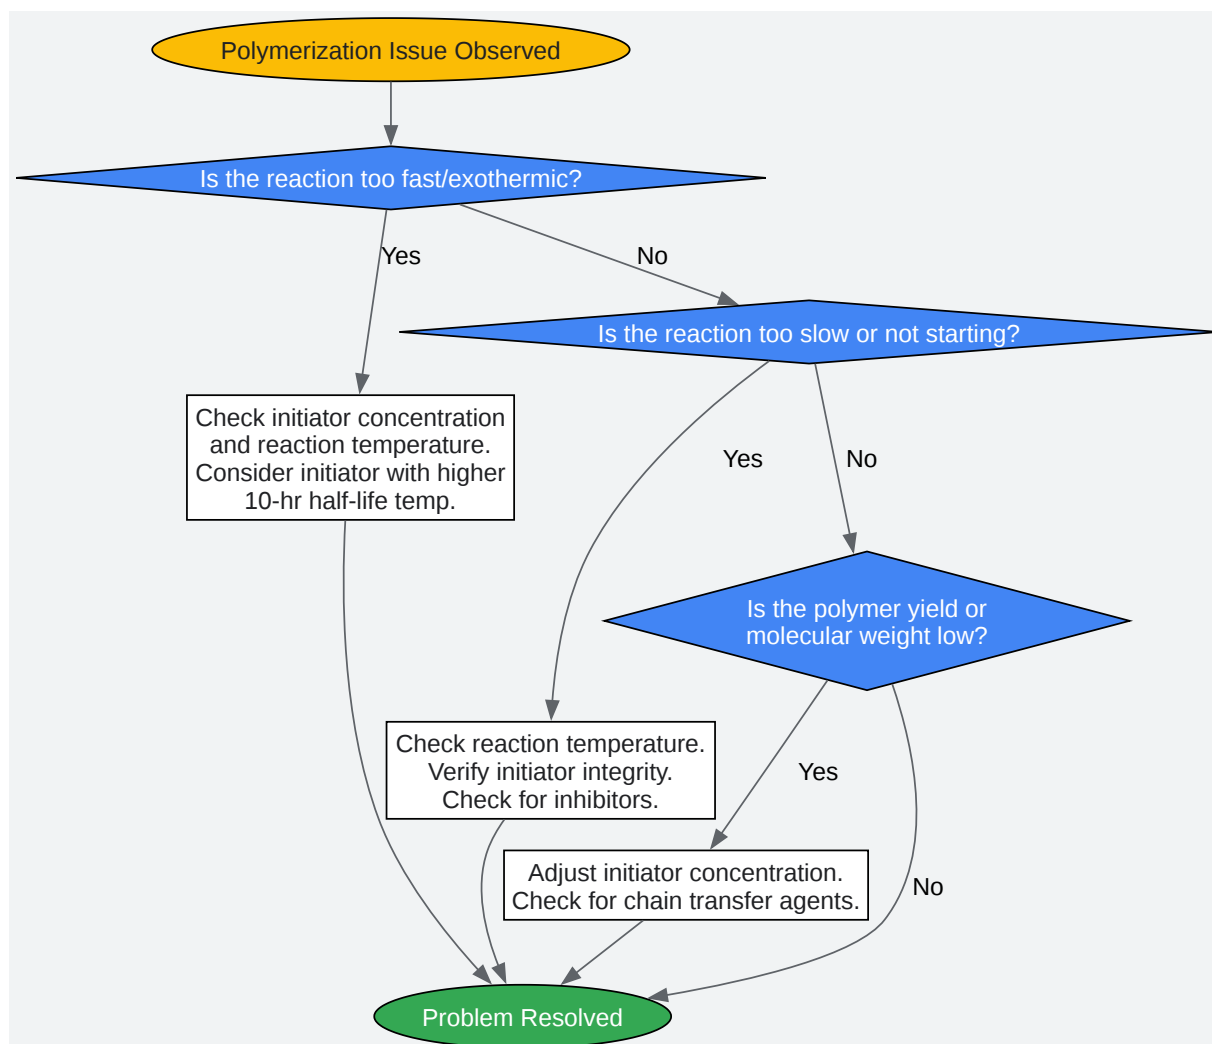 Polymerization Issue Observed
Is the reaction too fast/exothermic?
Yes
No
Is the reaction too slow or not starting?
Check initiator concentration
and reaction temperature.
Consider initiator with higher
10-hr half-life temp.
Yes
No
Is the polymer yield or
molecular weight low?
Check reaction temperature.
Verify initiator integrity.
Check for inhibitors.
Yes
Adjust initiator concentration.
Check for chain transfer agents.
No
Problem Resolved